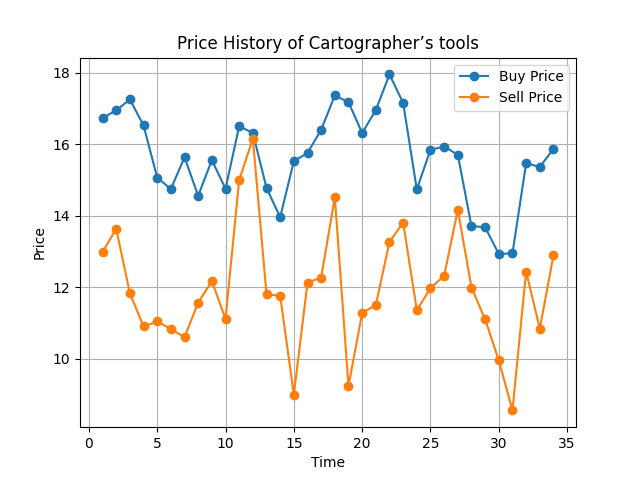 Price History of Cartographer’s tools
Buy Price
Sell Price
18
16
14
12
10
Price
0 5 10 15 20 25 30 35
Time